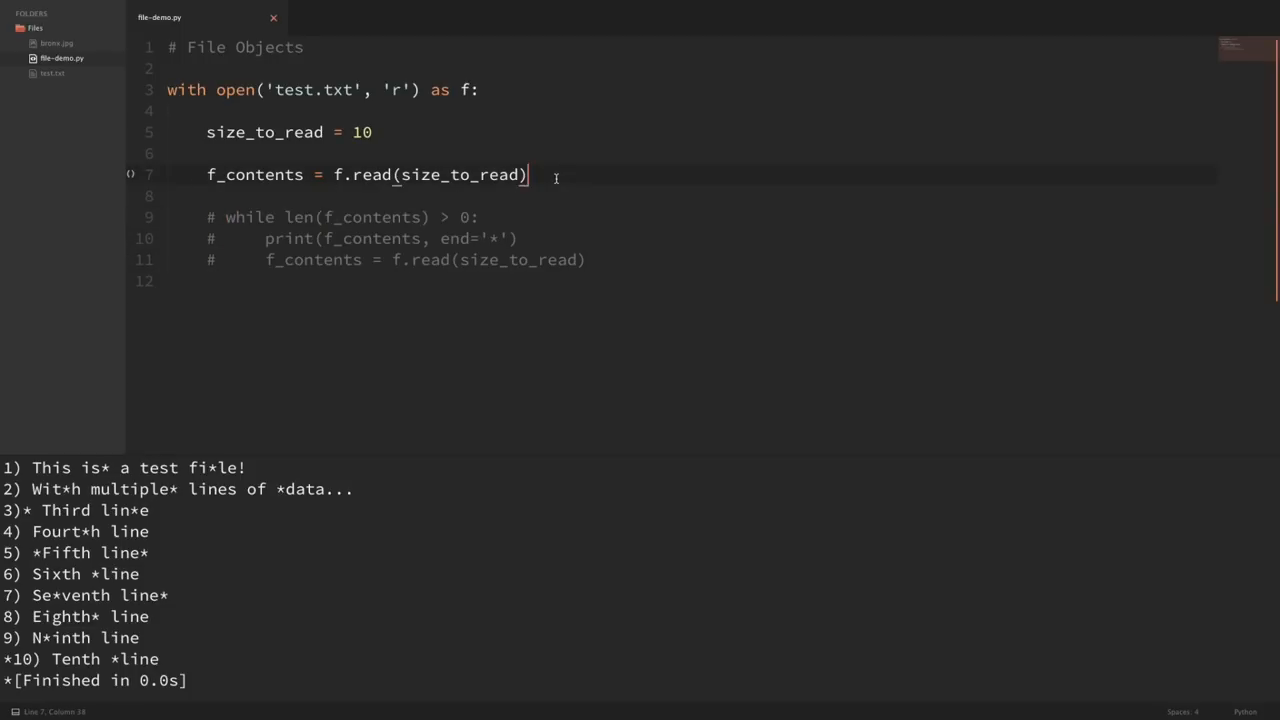 FOLDERS
Files
bronx.jpg
file-demo.py
test.txt
file-demo.py ×
1 # File Objects
2
3 with open('test.txt', 'r') as f:
4
5     size_to_read = 10
6
() 7     f_contents = f.read(size_to_read)
8
9     # while len(f_contents) > 0:
10     #     print(f_contents, end='*')
11     #     f_contents = f.read(size_to_read)
12
1) This is* a test fi*le!
2) Wit*h multiple* lines of *data...
3)* Third lin*e
4) Fourt*h line
5) *Fifth line*
6) Sixth *line
7) Se*venth line*
8) Eighth* line
9) N*inth line
*10) Tenth *line
*[Finished in 0.0s]
Line 7, Column 38 Spaces: 4 Python